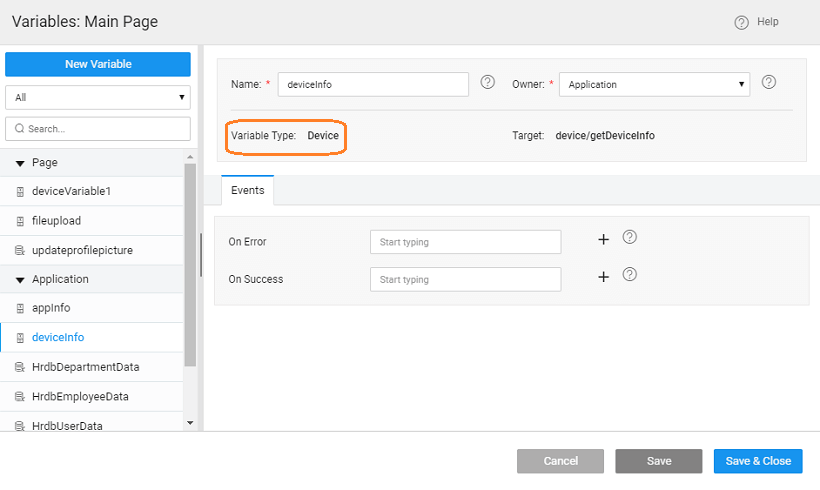 Variables: Main Page
Help
New Variable
All
Search...
Page
deviceVariable1
fileupload
updateprofilepicture
Application
appInfo
deviceInfo
HrdbDepartmentData
HrdbEmployeeData
HrdbUserData
Name: * deviceInfo
Owner: * Application
Variable Type: Device
Target: device/getDeviceInfo
Events
On Error Start typing
On Success Start typing
Cancel
Save
Save & Close